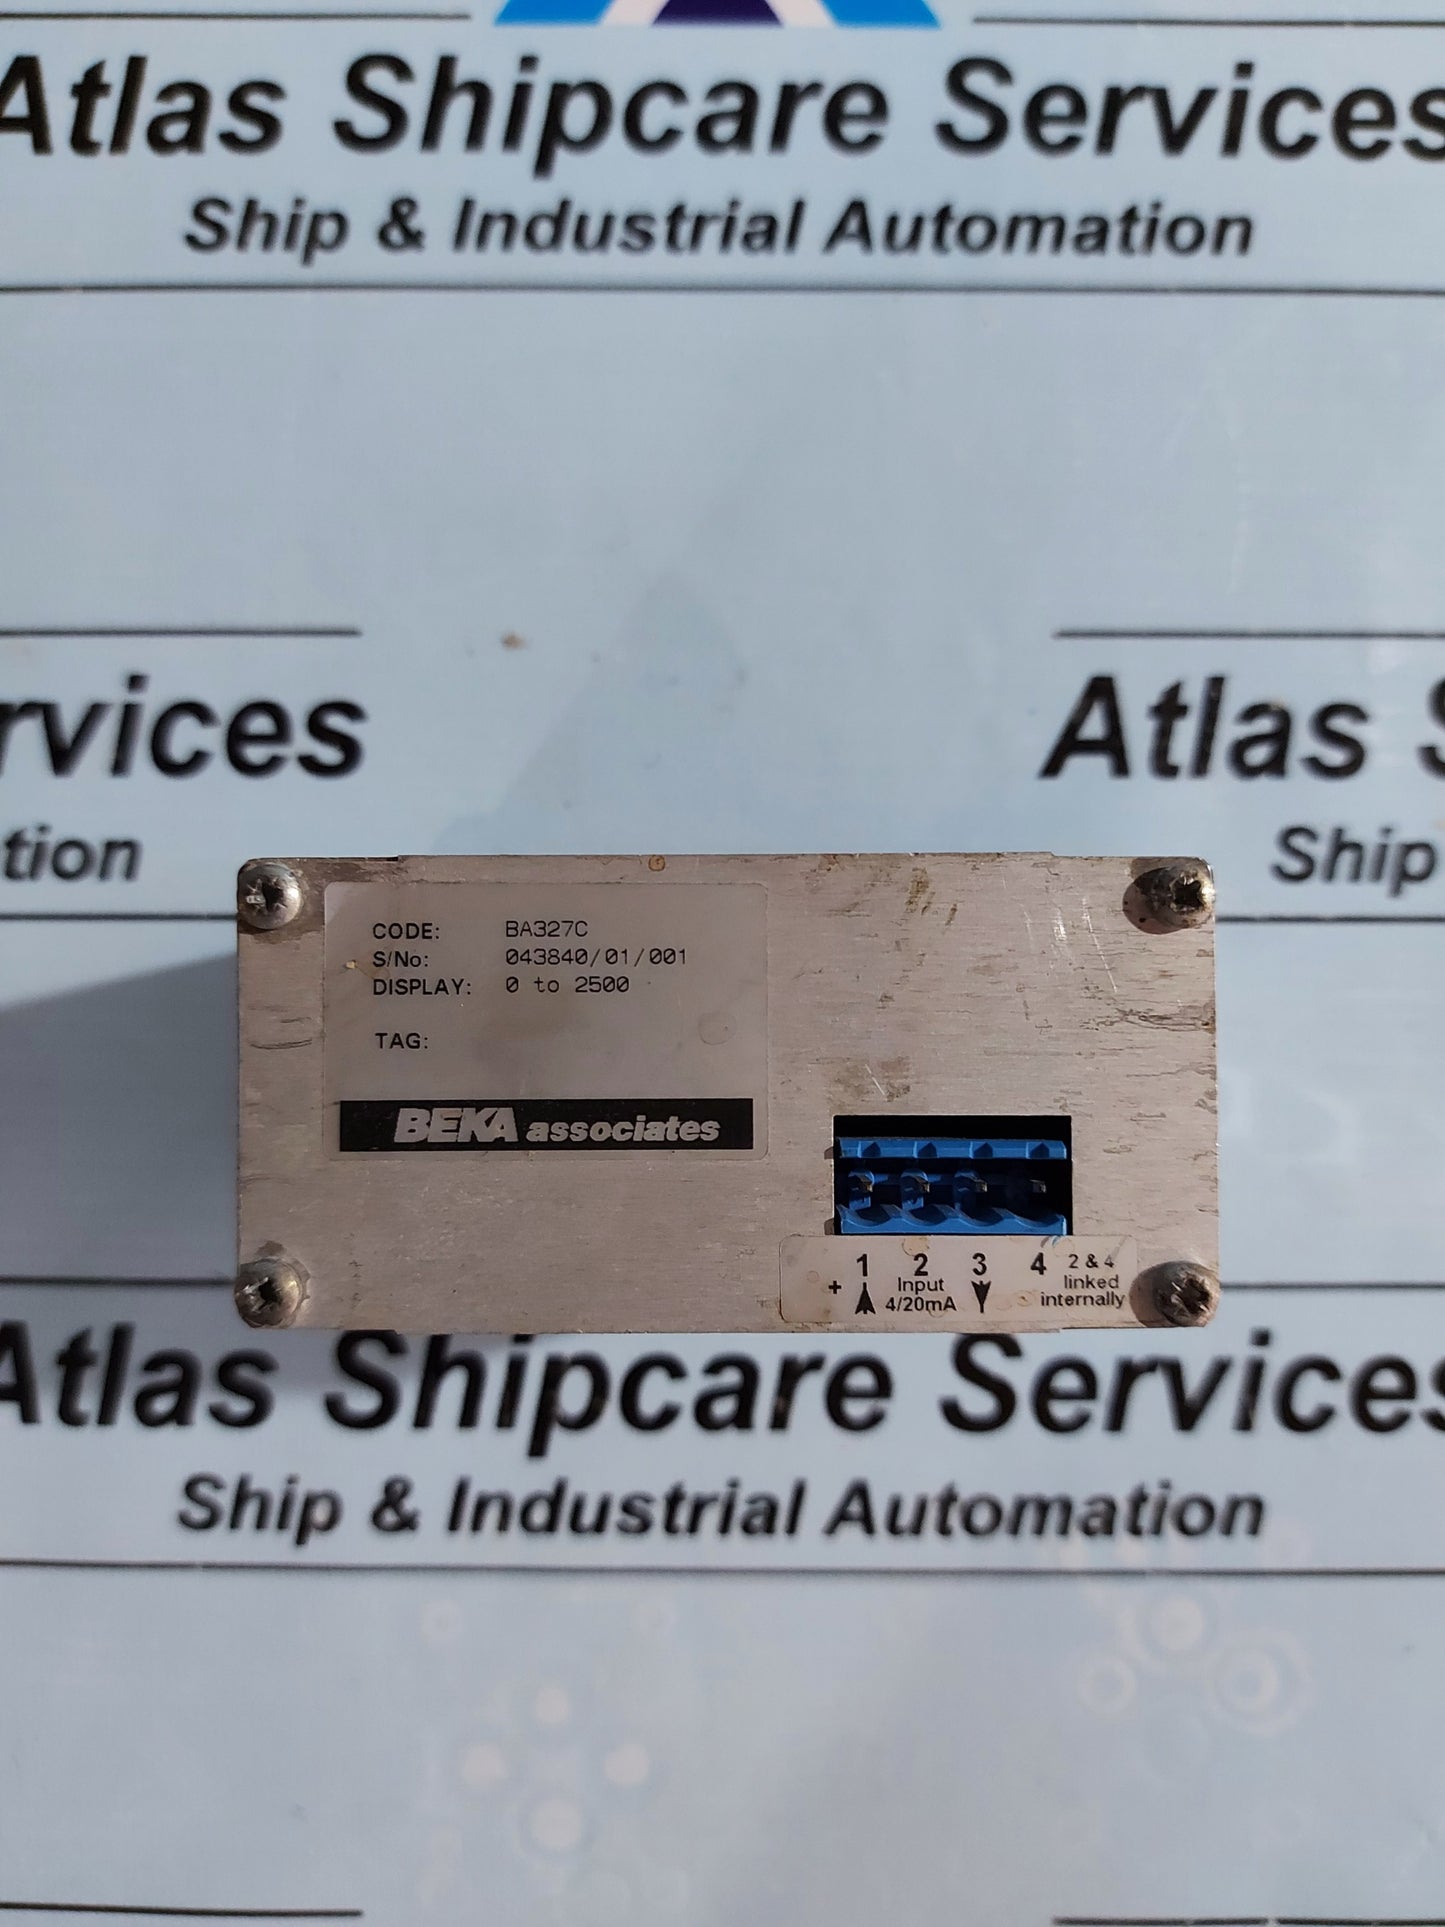 Atlas Shipcare Services
Ship & Industrial Automation
rvices
Atlas S
tion
Ship
CODE: BA327C
S/No: 043840/01/001
DISPLAY: 0 to 2500
TAG:
BEKA associates
1 2 3 4 2 & 4
+ Input linked
4/20mA internally
Atlas Shipcare Services
Ship & Industrial Automation